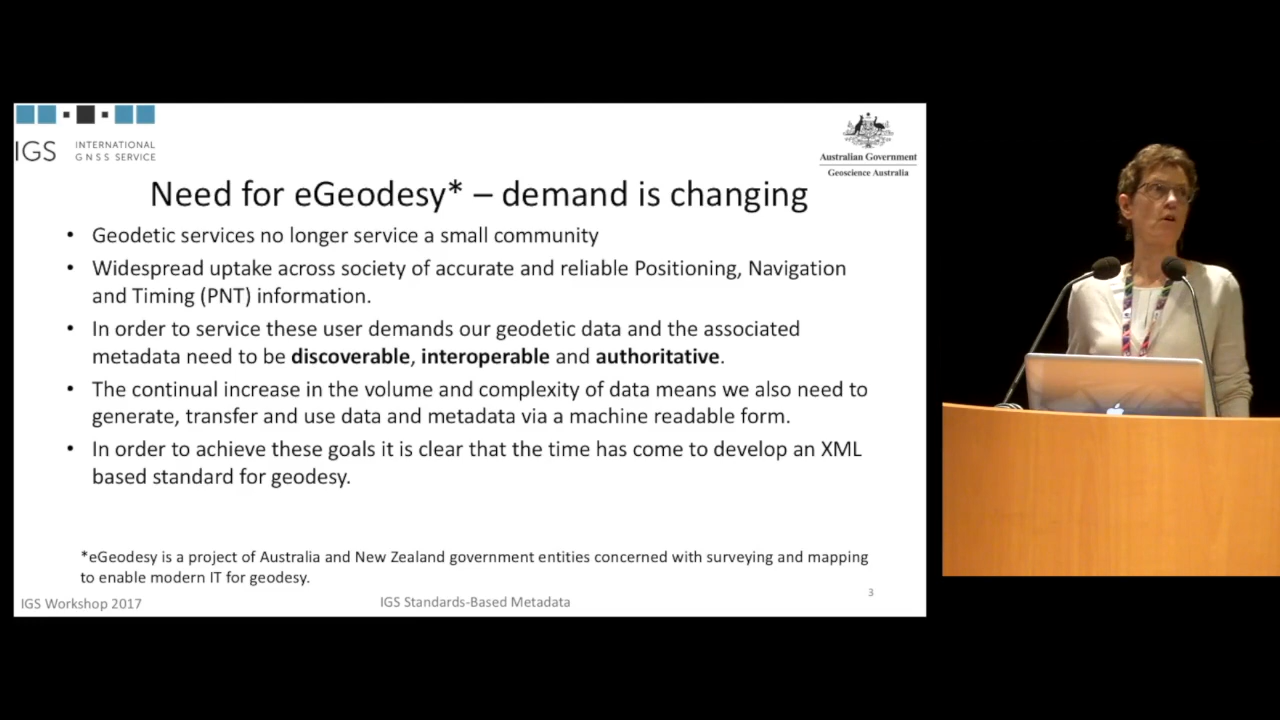 IGS INTERNATIONAL
GNSS SERVICE
Australian Government
Geoscience Australia
Need for eGeodesy* – demand is changing
• Geodetic services no longer service a small community
• Widespread uptake across society of accurate and reliable Positioning, Navigation
and Timing (PNT) information.
• In order to service these user demands our geodetic data and the associated
metadata need to be discoverable, interoperable and authoritative.
• The continual increase in the volume and complexity of data means we also need to
generate, transfer and use data and metadata via a machine readable form.
• In order to achieve these goals it is clear that the time has come to develop an XML
based standard for geodesy.
*eGeodesy is a project of Australia and New Zealand government entities concerned with surveying and mapping
to enable modern IT for geodesy.
IGS Workshop 2017
IGS Standards-Based Metadata
3